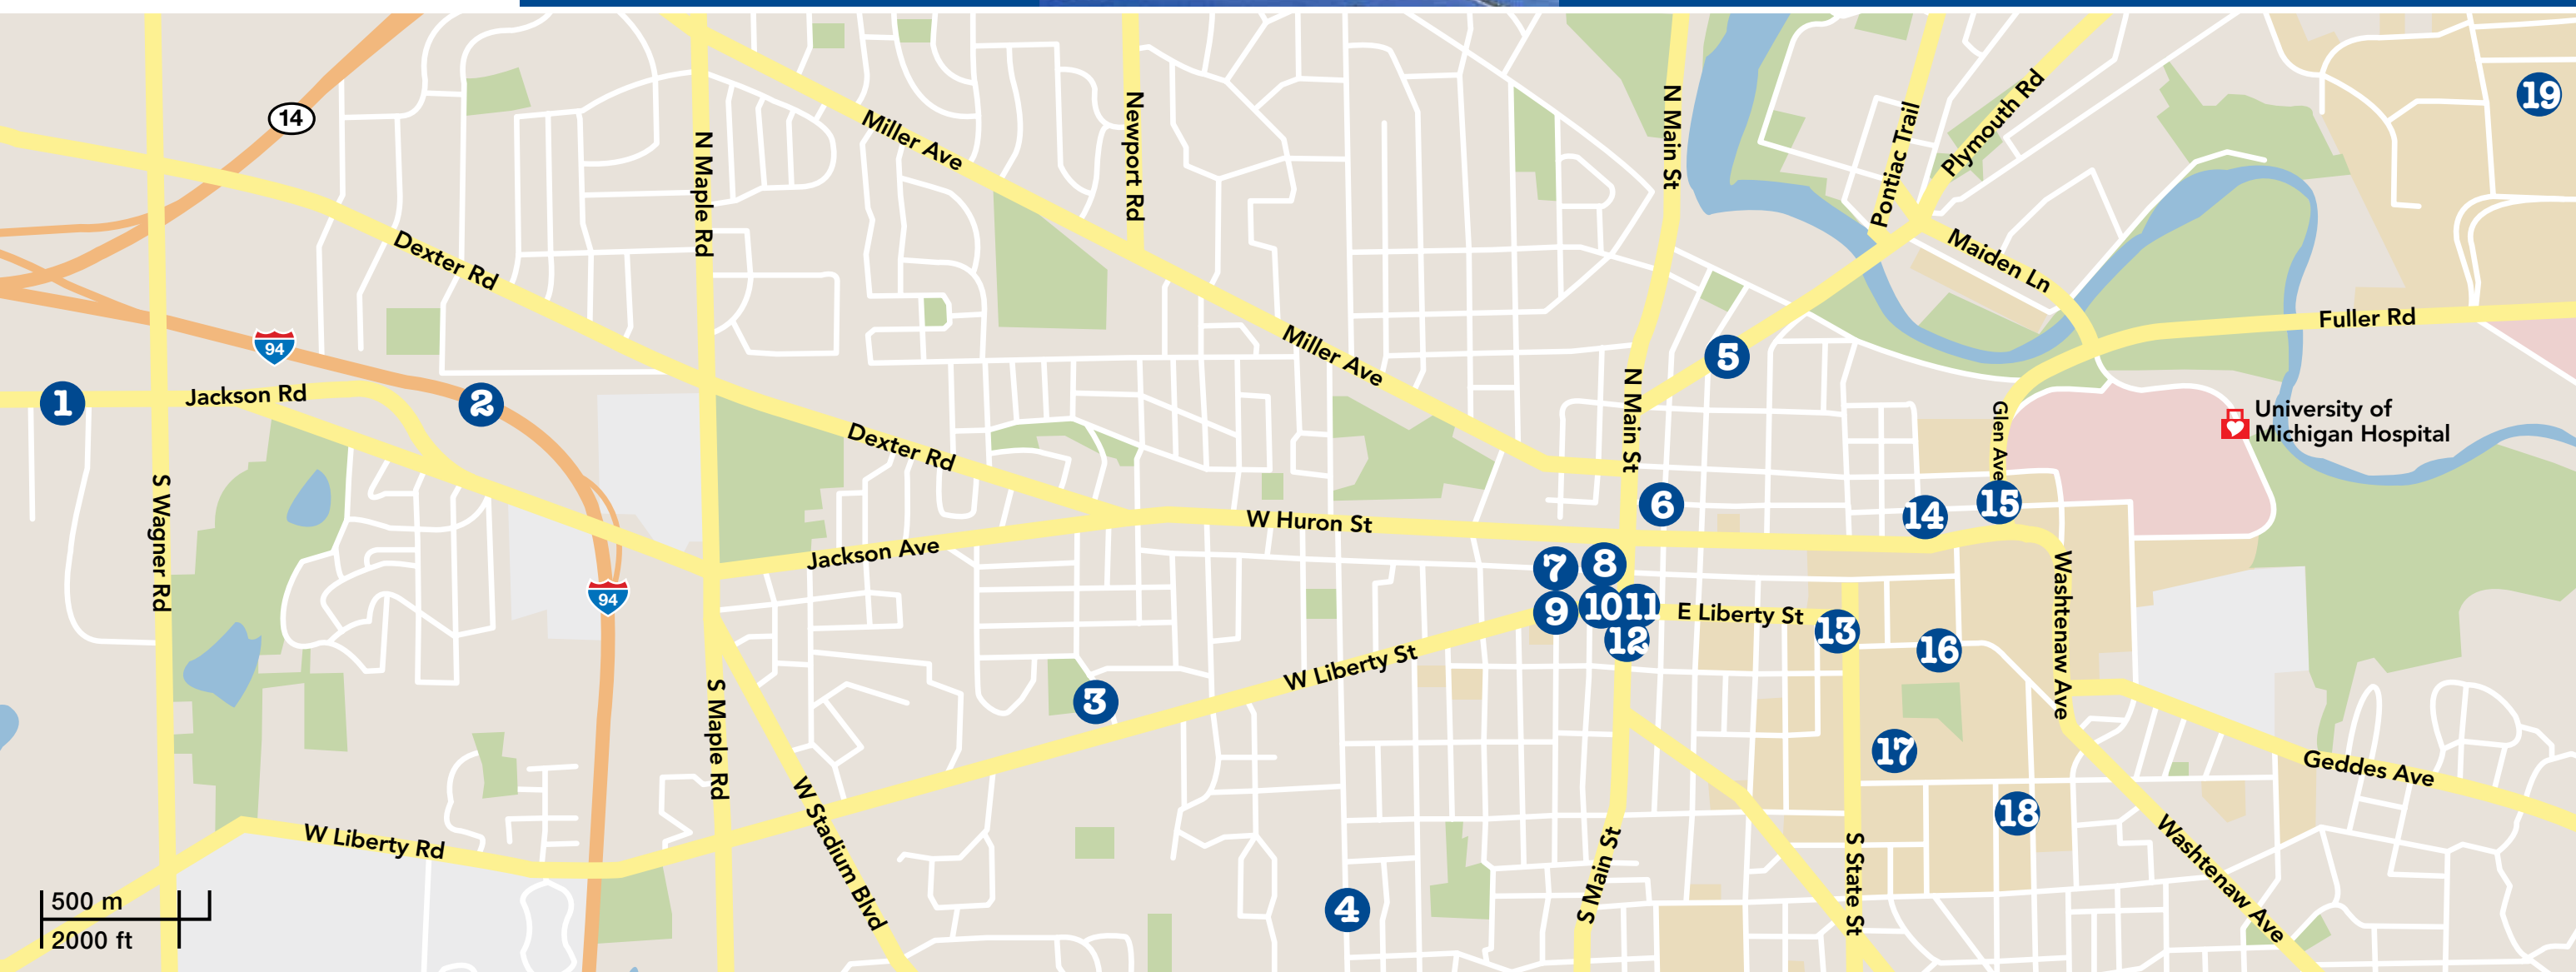 14
N Main St
19
Newport Rd
Miller Ave
Pontiac Trail
Plymouth Rd
N Maple Rd
Dexter Rd
Maiden Ln
Fuller Rd
94
Miller Ave
5
1
Jackson Rd
2
N Main St
Glen Ave
University of
Michigan Hospital
Dexter Rd
S Wagner Rd
6
14
15
W Huron St
Jackson Ave
94
7
8
9
10
11
12
E Liberty St
13
16
Washtenaw Ave
W Liberty St
3
S Maple Rd
17
Geddes Ave
18
W Stadium Blvd
W Liberty Rd
S Main St
S State St
Washtenaw Ave
4
500 m
2000 ft